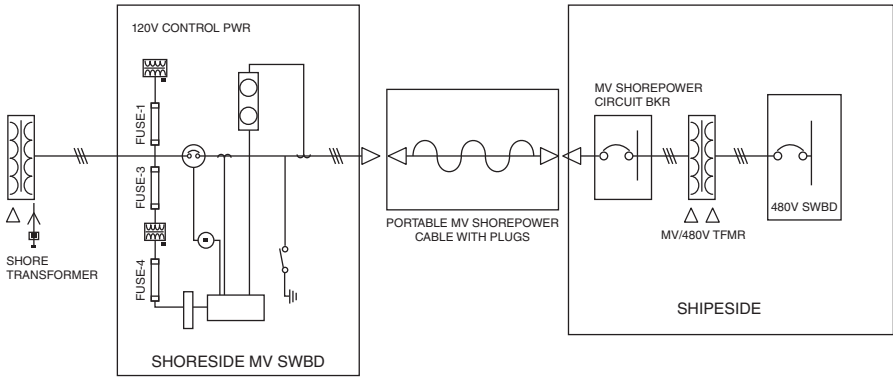 120V CONTROL PWR
FUSE-1
FUSE-3
FUSE-4
SHORE
TRANSFORMER
SHORESIDE MV SWBD
PORTABLE MV SHOREPOWER
CABLE WITH PLUGS
MV SHOREPOWER
CIRCUIT BKR
MV/480V TFMR
480V SWBD
SHIPESIDE